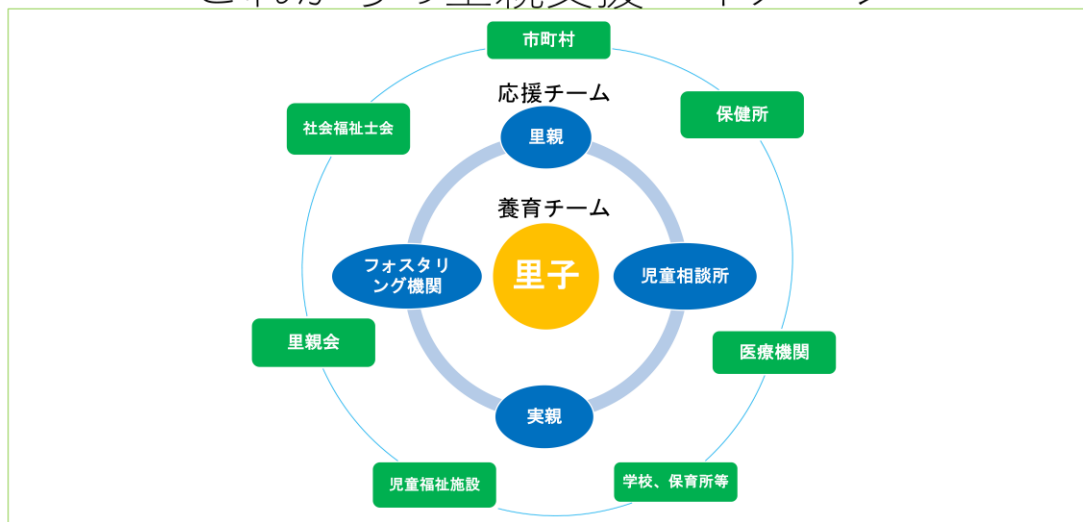 市町村
応援チーム
保健所
社会福祉士会
里親
養育チーム
フォスタリ
ング機関
里子
児童相談所
里親会
医療機関
実親
児童福祉施設
学校、保育所等